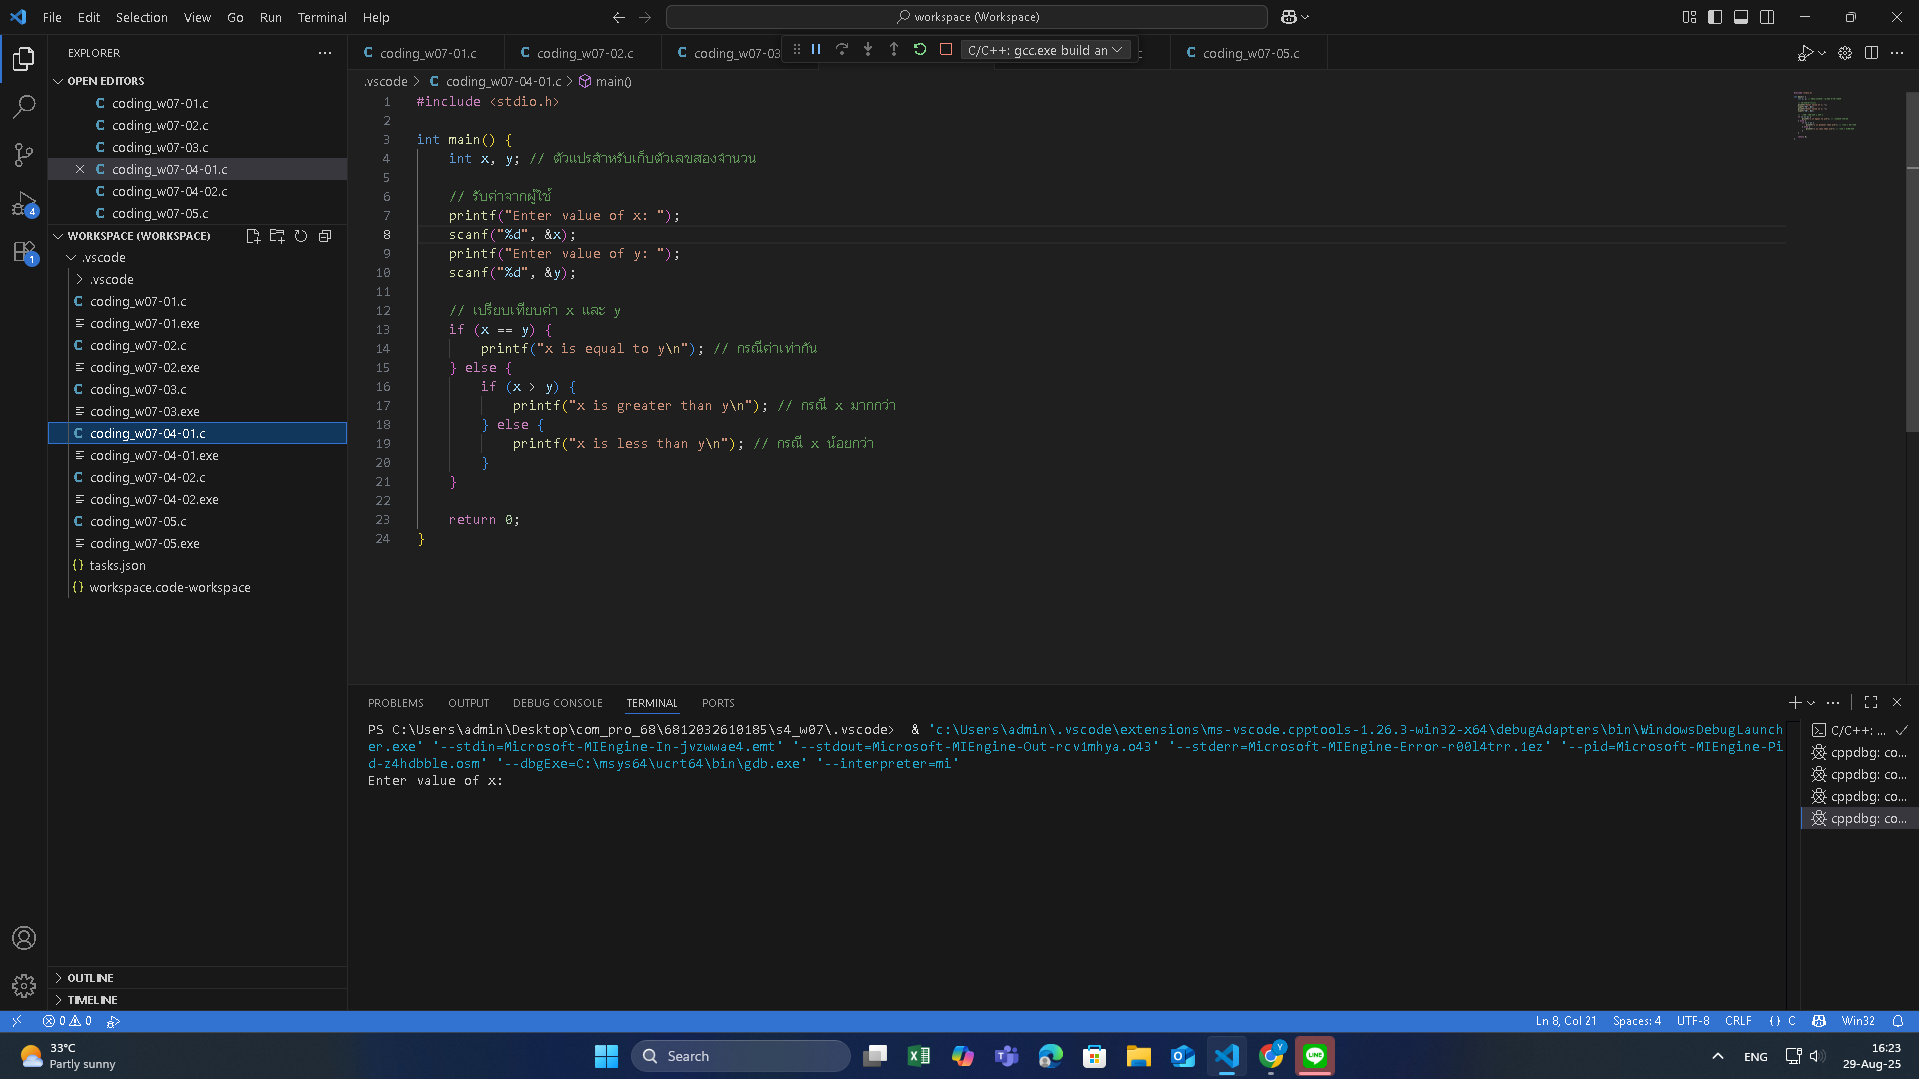 File Edit Selection View Go Run Terminal Help
workspace (Workspace)
EXPLORER
OPEN EDITORS
coding_w07-01.c
coding_w07-02.c
coding_w07-03.c
coding_w07-04-01.c
coding_w07-04-02.c
coding_w07-05.c
WORKSPACE (WORKSPACE)
.vscode
.vscode
coding_w07-01.c
coding_w07-01.exe
coding_w07-02.c
coding_w07-02.exe
coding_w07-03.c
coding_w07-03.exe
coding_w07-04-01.c
coding_w07-04-01.exe
coding_w07-04-02.c
coding_w07-04-02.exe
coding_w07-05.c
coding_w07-05.exe
tasks.json
workspace.code-workspace
OUTLINE
TIMELINE
4
1
coding_w07-01.c coding_w07-02.c coding_w07-03 C/C++: gcc.exe build an c coding_w07-05.c
.vscode > coding_w07-04-01.c > main()
1 #include <stdio.h>
2
3 int main() {
4 int x, y; // ตัวแปรสำหรับเก็บตัวเลขสองจำนวน
5
6 // รับค่าจากผู้ใช้
7 printf("Enter value of x: ");
8 scanf("%d", &x);
9 printf("Enter value of y: ");
10 scanf("%d", &y);
11
12 // เปรียบเทียบค่า x และ y
13 if (x == y) {
14 printf("x is equal to y\n"); // กรณีค่าเท่ากัน
15 } else {
16 if (x > y) {
17 printf("x is greater than y\n"); // กรณี x มากกว่า
18 } else {
19 printf("x is less than y\n"); // กรณี x น้อยกว่า
20 }
21 }
22
23 return 0;
24 }
PROBLEMS OUTPUT DEBUG CONSOLE TERMINAL PORTS
PS C:\Users\admin\Desktop\com_pro_68\6812032610185\s4_w07\.vscode>  & 'c:\Users\admin\.vscode\extensions\ms-vscode.cpptools-1.26.3-win32-x64\debugAdapters\bin\WindowsDebugLaunch
er.exe' '--stdin=Microsoft-MIEngine-In-jvzwwae4.emt' '--stdout=Microsoft-MIEngine-Out-rcv1mhya.o43' '--stderr=Microsoft-MIEngine-Error-r00l4trr.1ez' '--pid=Microsoft-MIEngine-Pi
d-z4hdbble.osm' '--dbgExe=C:\msys64\ucrt64\bin\gdb.exe' '--interpreter=mi'
Enter value of x:
C/C++: ...
cppdbg: co...
cppdbg: co...
cppdbg: co...
cppdbg: co...
0 0 Ln 8, Col 21 Spaces: 4 UTF-8 CRLF {} C Win32
33°C
Partly sunny
Search
Y
LINE
ENG
16:23
29-Aug-25